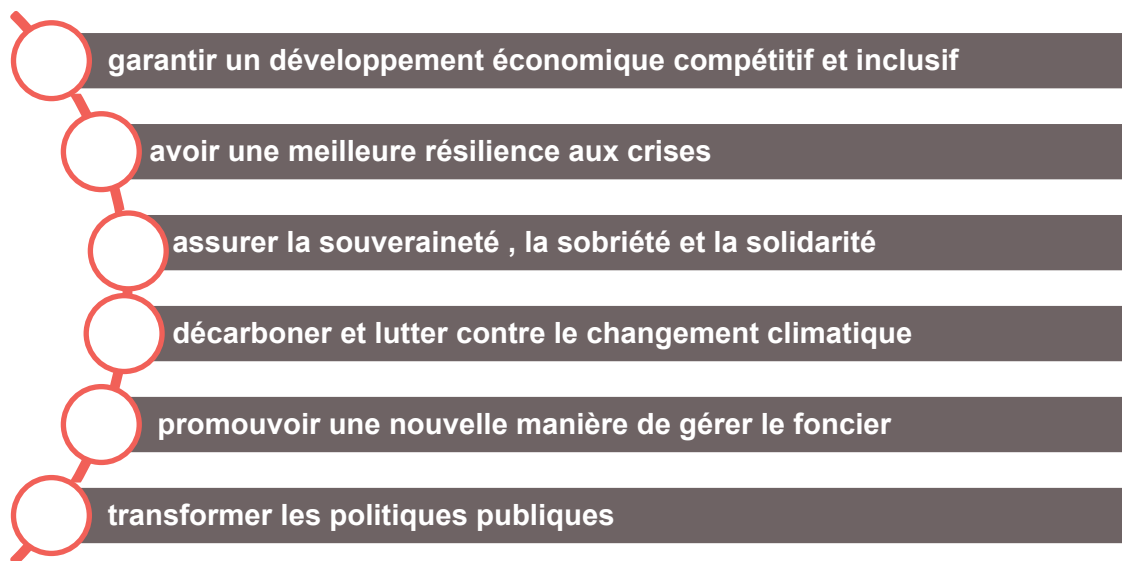 garantir un développement économique compétitif et inclusif
avoir une meilleure résilience aux crises
assurer la souveraineté , la sobriété et la solidarité
décarboner et lutter contre le changement climatique
promouvoir une nouvelle manière de gérer le foncier
transformer les politiques publiques